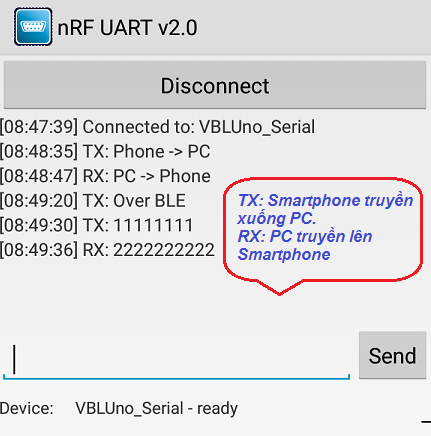 nRF UART v2.0
Disconnect
[08:47:39] Connected to: VBLUno_Serial
[08:48:35] TX: Phone -> PC
[08:48:47] RX: PC -> Phone
[08:49:20] TX: Over BLE
[08:49:30] TX: 11111111
[08:49:36] RX: 2222222222
TX: Smartphone truyền
xuống PC.
RX: PC truyền lên
Smartphone
Send
Device: VBLUno_Serial - ready